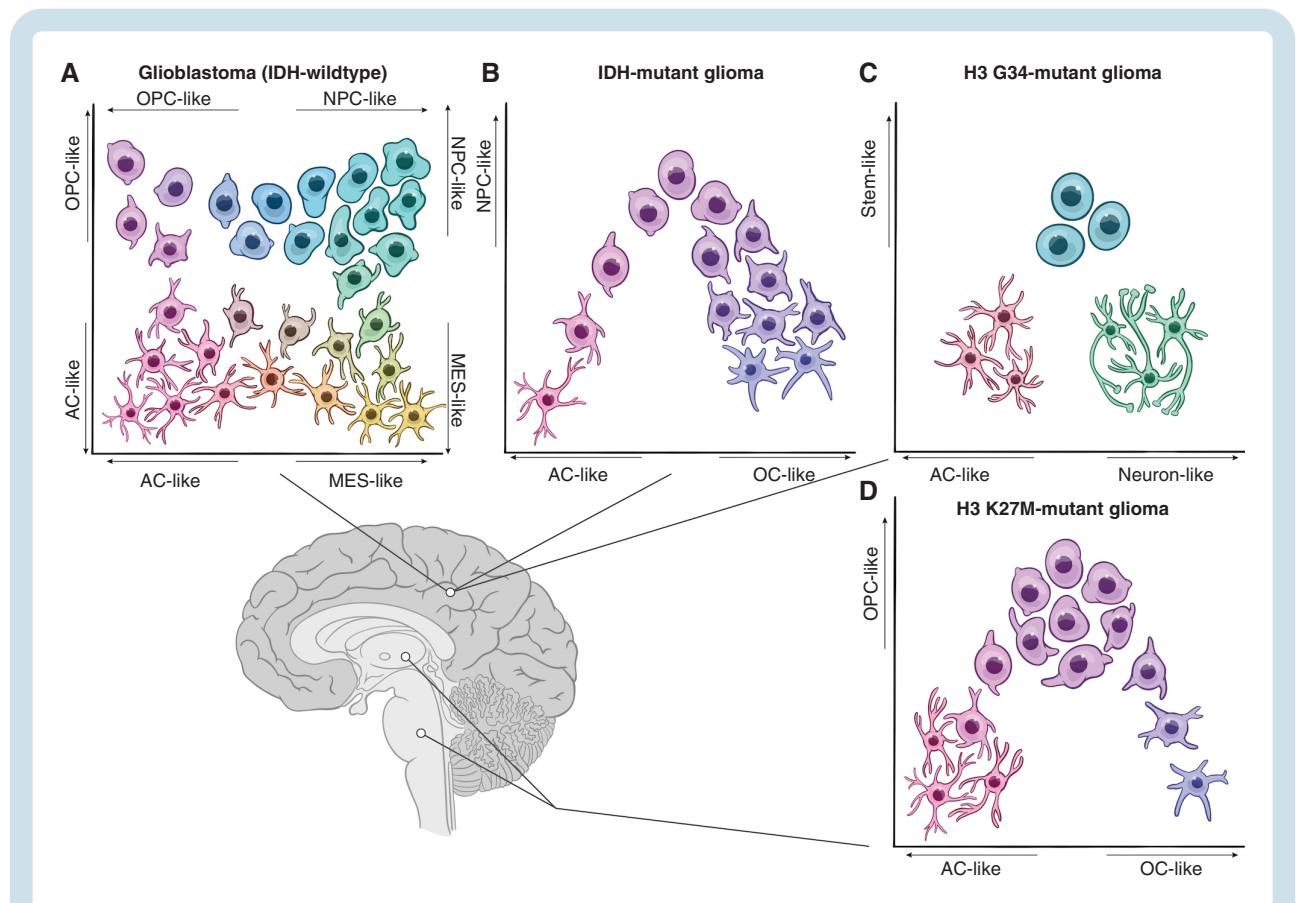 A
Glioblastoma (IDH-wildtype)
OPC-like
NPC-like
OPC-like
NPC-like
AC-like
MES-like
AC-like
MES-like
B
IDH-mutant glioma
NPC-like
AC-like
OC-like
C
H3 G34-mutant glioma
Stem-like
AC-like
Neuron-like
D
H3 K27M-mutant glioma
OPC-like
AC-like
OC-like